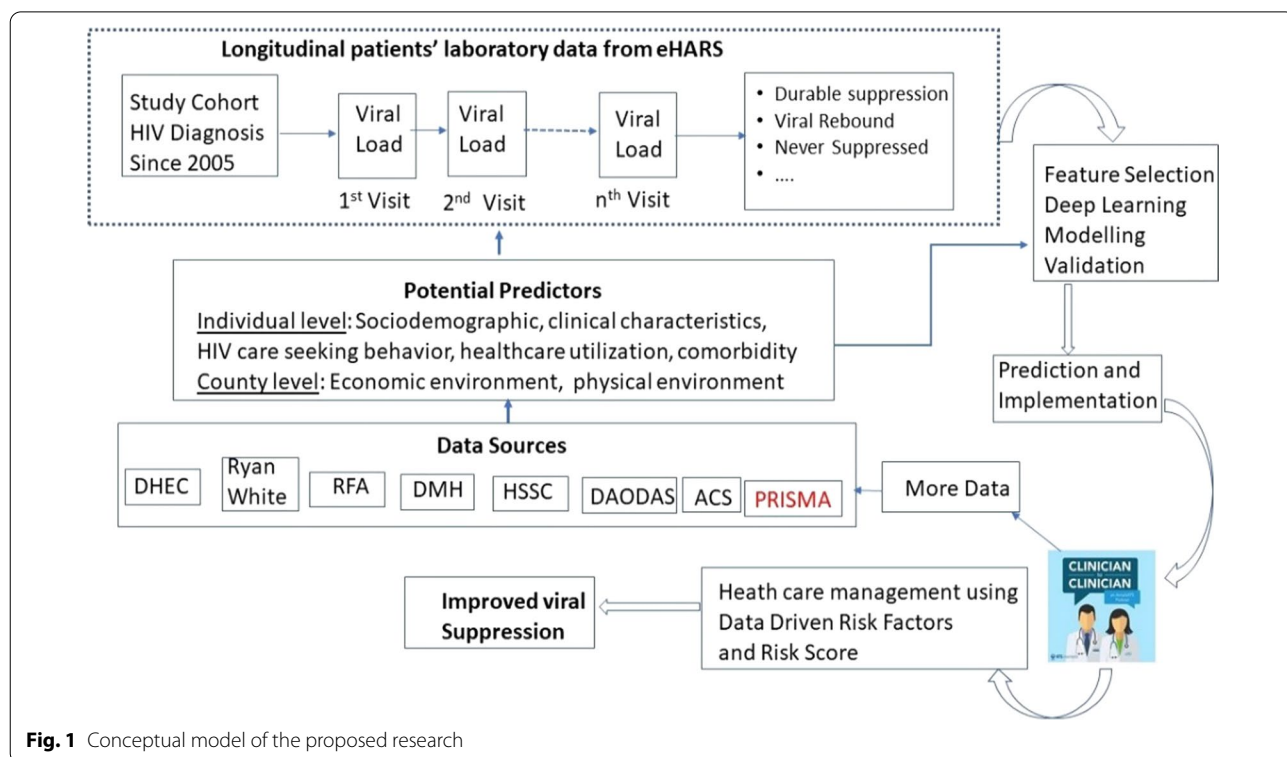 Longitudinal patients’ laboratory data from eHARS
Study Cohort
HIV Diagnosis
Since 2005
Viral
Load
1st Visit
Viral
Load
2nd Visit
Viral
Load
nth Visit
• Durable suppression
• Viral Rebound
• Never Suppressed
• ....
Feature Selection
Deep Learning
Modelling
Validation
Potential Predictors
Individual level: Sociodemographic, clinical characteristics,
HIV care seeking behavior, healthcare utilization, comorbidity
County level: Economic environment, physical environment
Prediction and
Implementation
Data Sources
DHEC
Ryan
White
RFA
DMH
HSSC
DAODAS
ACS
PRISMA
More Data
CLINICIAN
CLINICIAN
Heath care management using
Data Driven Risk Factors
and Risk Score
Improved viral
Suppression
Fig. 1 Conceptual model of the proposed research